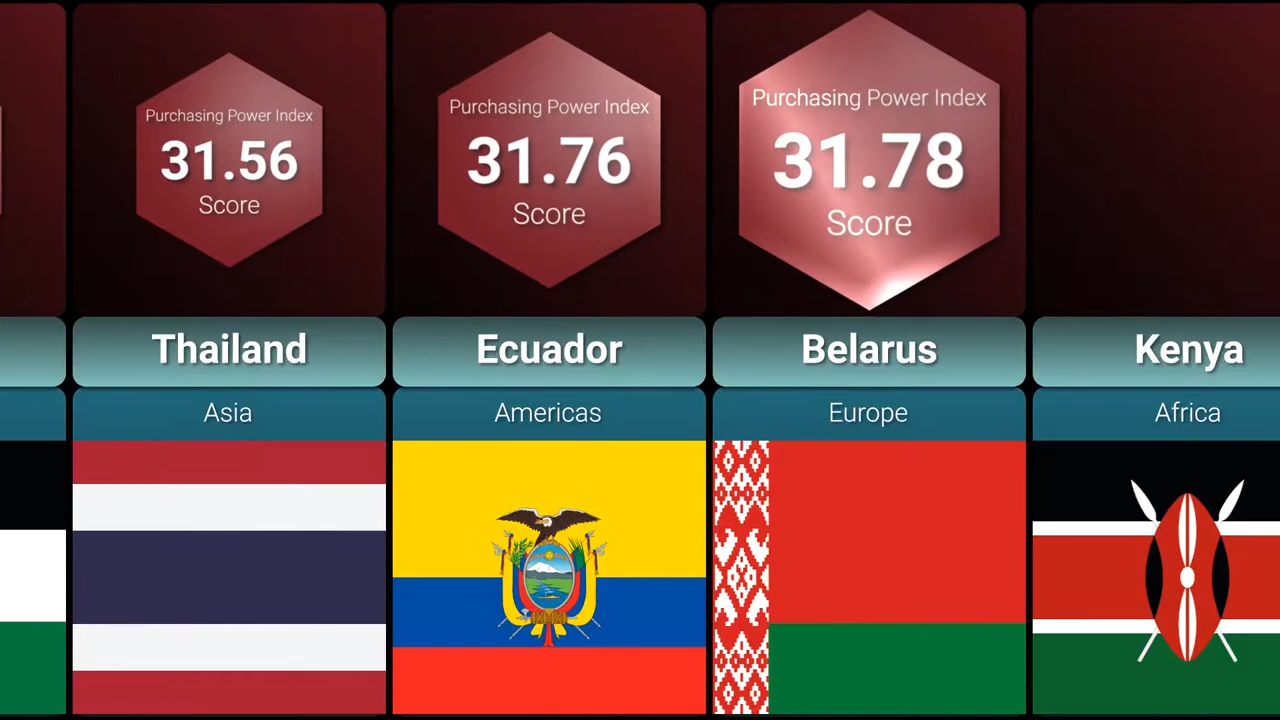 Purchasing Power Index
31.56
Score
Thailand
Asia
Purchasing Power Index
31.76
Score
Ecuador
Americas
Purchasing Power Index
31.78
Score
Belarus
Europe
Kenya
Africa